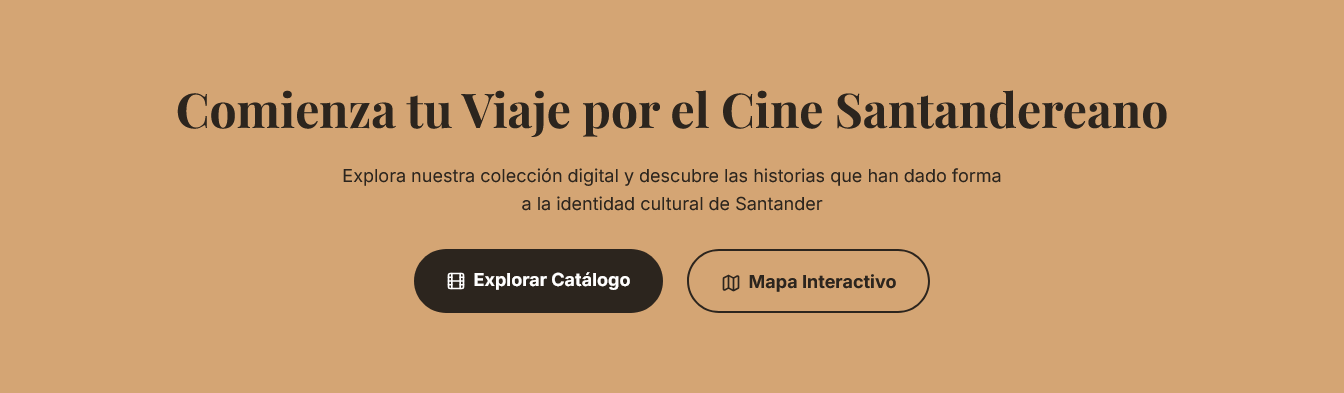 Comienza tu Viaje por el Cine Santandereano
Explora nuestra colección digital y descubre las historias que han dado forma
a la identidad cultural de Santander
Explorar Catálogo
Mapa Interactivo